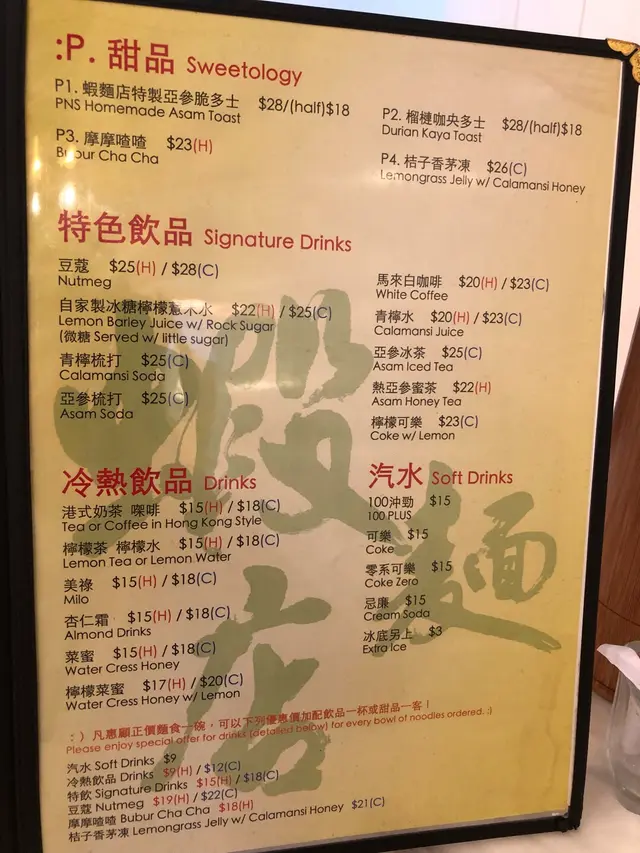 :P. 甜品 Sweetology
P1. 蝦麵店特製亞參脆多士 $28/(half)$18
PNS Homemade Asam Toast
P2. 榴槤咖央多士 $28/(half)$18
Durian Kaya Toast
P3. 摩摩喳喳 $23(H)
Bubur Cha Cha
P4. 桔子香茅凍 $26(C)
Lemongrass Jelly w/ Calamansi Honey
特色飲品 Signature Drinks
豆蔻 $25(H) / $28(C)
Nutmeg
自家製冰糖檸檬薏米水 $22(H) / $25(C)
Lemon Barley Juice w/ Rock Sugar
(微糖 Served w/ little sugar)
青檸梳打 $25(C)
Calamansi Soda
亞參梳打 $25(C)
Asam Soda
馬來白咖啡 $20(H) / $23(C)
White Coffee
青檸水 $20(H) / $23(C)
Calamansi Juice
亞參冰茶 $25(C)
Asam Iced Tea
熱亞參蜜茶 $22(H)
Asam Honey Tea
檸檬可樂 $23(C)
Coke w/ Lemon
冷熱飲品 Drinks
港式奶茶 㗎啡 $15(H) / $18(C)
Tea or Coffee in Hong Kong Style
檸檬茶 檸檬水 $15(H) / $18(C)
Lemon Tea or Lemon Water
美祿 $15(H) / $18(C)
Milo
杏仁霜 $15(H) / $18(C)
Almond Drinks
菜蜜 $15(H) / $18(C)
Water Cress Honey
檸檬菜蜜 $17(H) / $20(C)
Water Cress Honey w/ Lemon
汽水 Soft Drinks
100沖勁 $15
100 PLUS
可樂 $15
Coke
零系可樂 $15
Coke Zero
忌廉 $15
Cream Soda
冰底另上 $3
Extra Ice
:) 凡惠顧正價麵食一碗，可以下列優惠價加配飲品一杯或甜品一客！
Please enjoy special offer for drinks (detailed below) for every bowl of noodles ordered. :)
汽水 Soft Drinks $9
冷熱飲品 Drinks $9(H) / $12(C)
特飲 Signature Drinks $15(H) / $18(C)
豆蔻 Nutmeg $19(H) / $22(C)
摩摩喳喳 Bubur Cha Cha $18(H)
桔子香茅凍 Lemongrass Jelly w/ Calamansi Honey $21(C)
蝦麵店